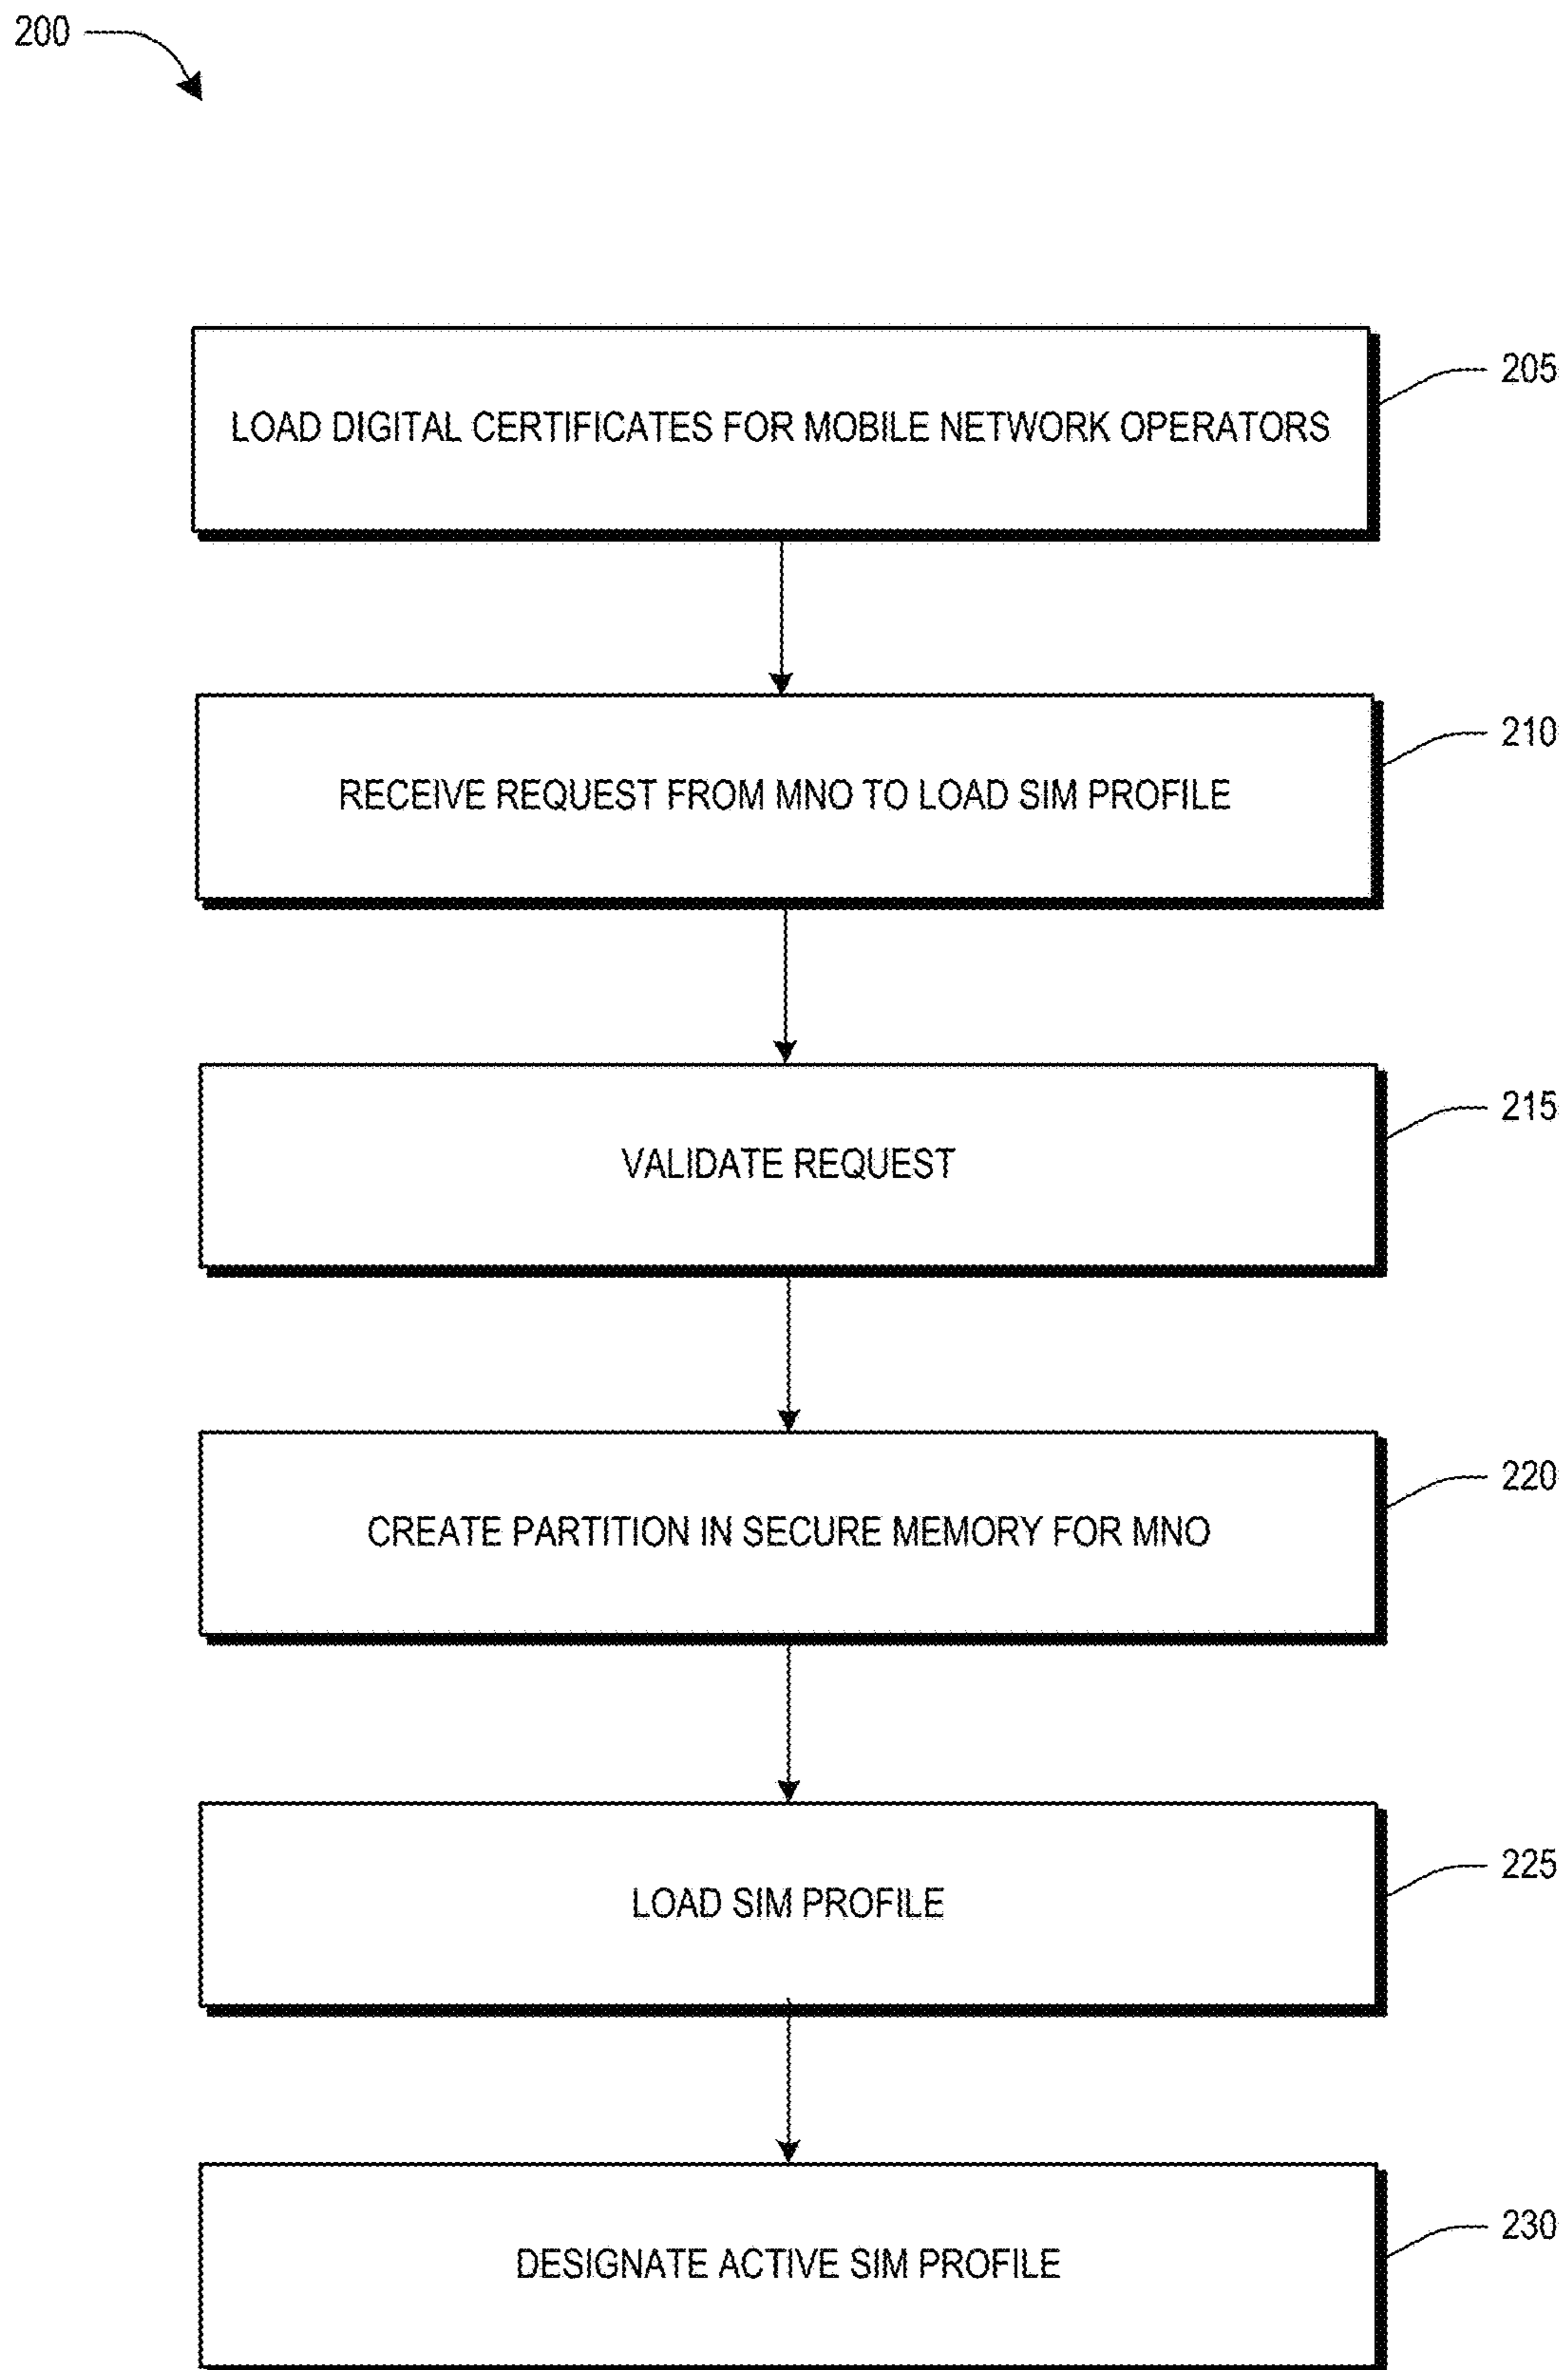 200
LOAD DIGITAL CERTIFICATES FOR MOBILE NETWORK OPERATORS
205
RECEIVE REQUEST FROM MNO TO LOAD SIM PROFILE
210
VALIDATE REQUEST
215
CREATE PARTITION IN SECURE MEMORY FOR MNO
220
LOAD SIM PROFILE
225
DESIGNATE ACTIVE SIM PROFILE
230